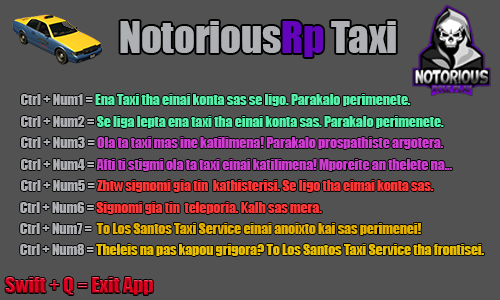 NotoriousRp Taxi
NOTORIOUS
Ctrl + Num1 = Ena Taxi tha einai konta sas se ligo. Parakalo perimenete.
Ctrl + Num2 = Se liga lepta ena taxi tha einai konta sas. Parakalo perimenete.
Ctrl + Num3 = Ola ta taxi mas ine katilimena! Parakalo prospathiste argotera.
Ctrl + Num4 = Afti ti stigmi ola ta taxi einai katilimena! Mporeite an thelete na...
Ctrl + Num5 = Zhtw signomi gia tin kathisterisi. Se ligo tha eimai konta sas.
Ctrl + Num6 = Signomi gia tin teleporia. Kalh sas mera.
Ctrl + Num7 = To Los Santos Taxi Service einai anoixto kai sas perimenei!
Ctrl + Num8 = Theleis na pas kapou grigora? To Los Santos Taxi Service tha frontisei.
Swift + Q = Exit App